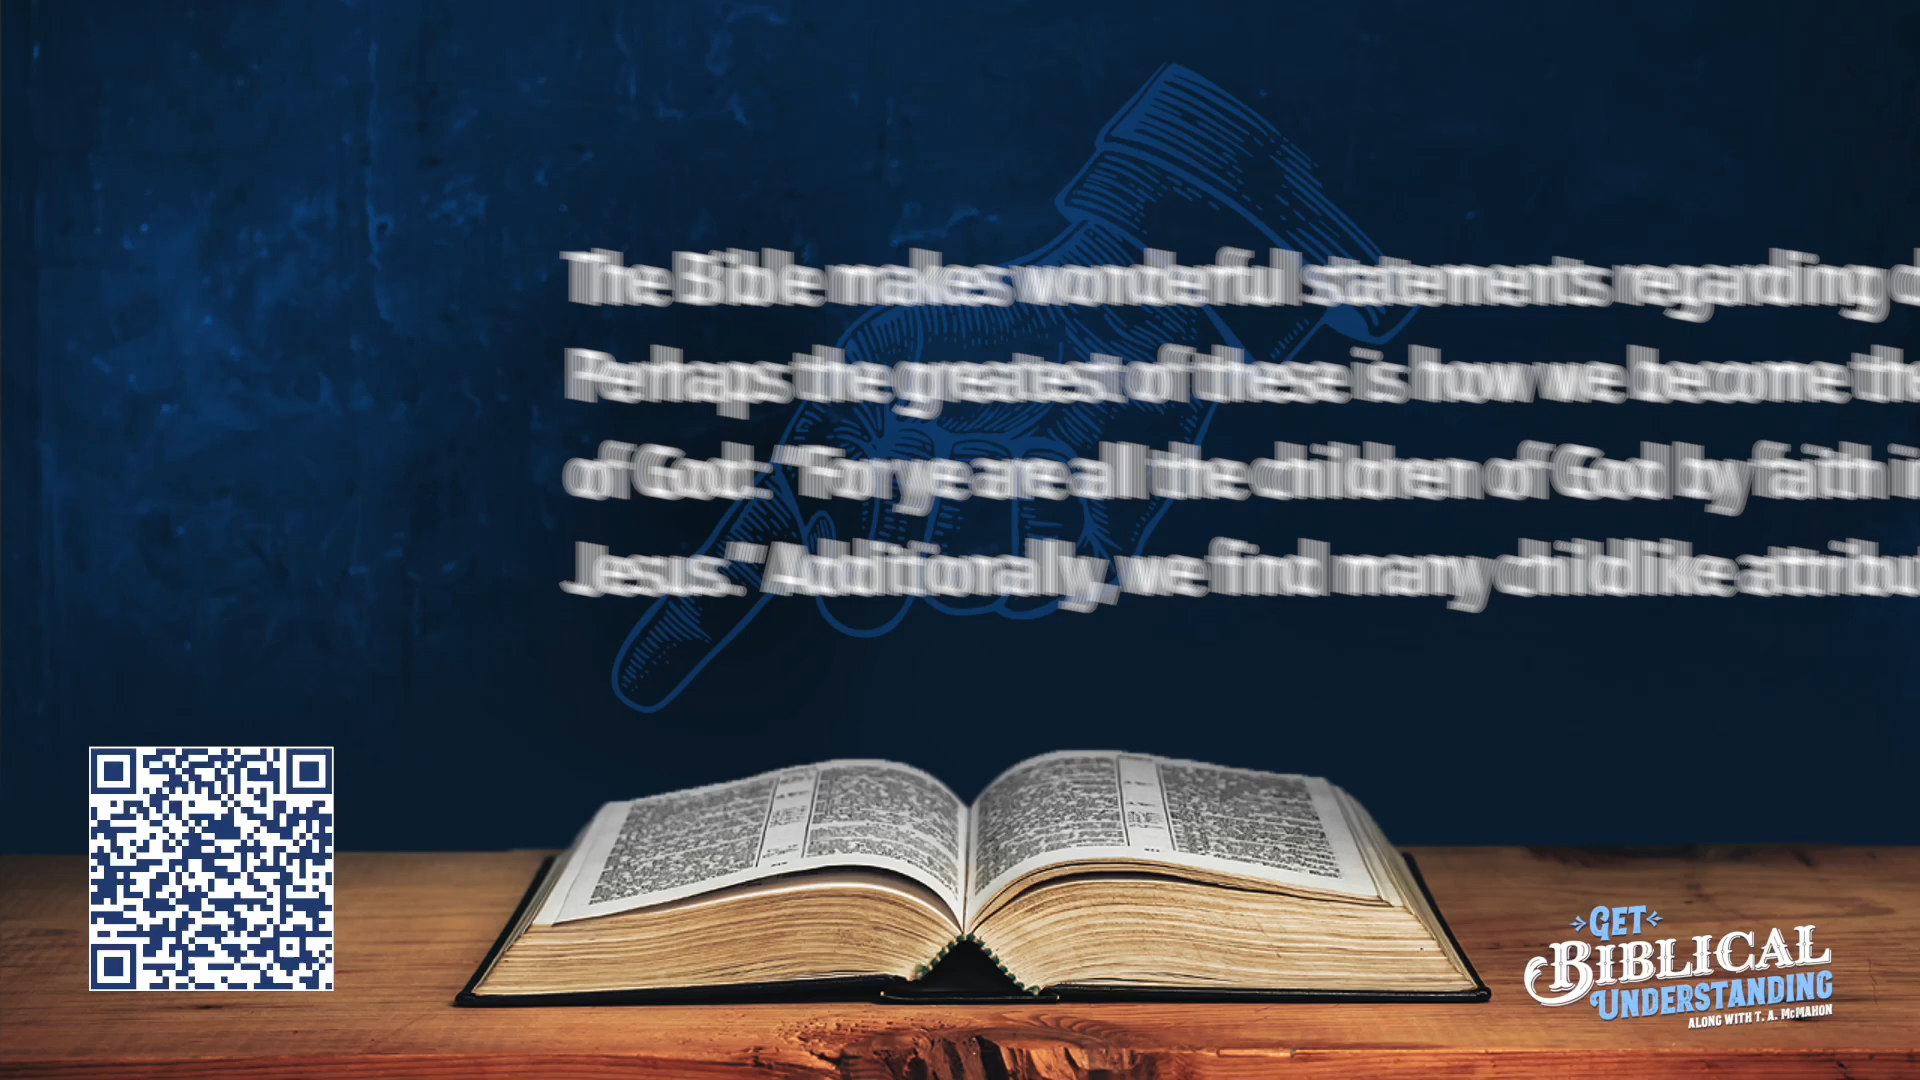 The Bible makes wonderful statements regarding
Perhaps the greatest of these is how we become the
of God: "For ye are all the children of God by faith
Jesus." Additionally, we find many childlike
GET
BIBLICAL
UNDERSTANDING
ALONG WITH T. A. McMAHON